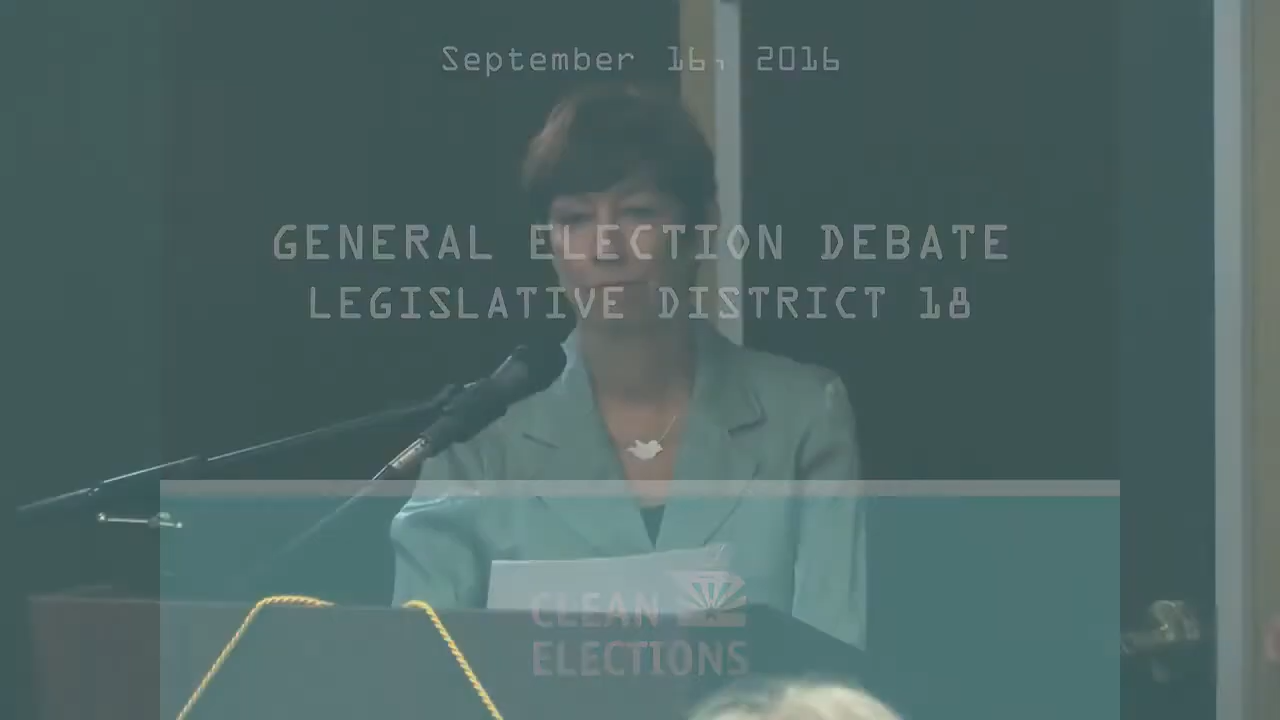 September 16, 2016
GENERAL ELECTION DEBATE
LEGISLATIVE DISTRICT 18
CLEAN
ELECTIONS